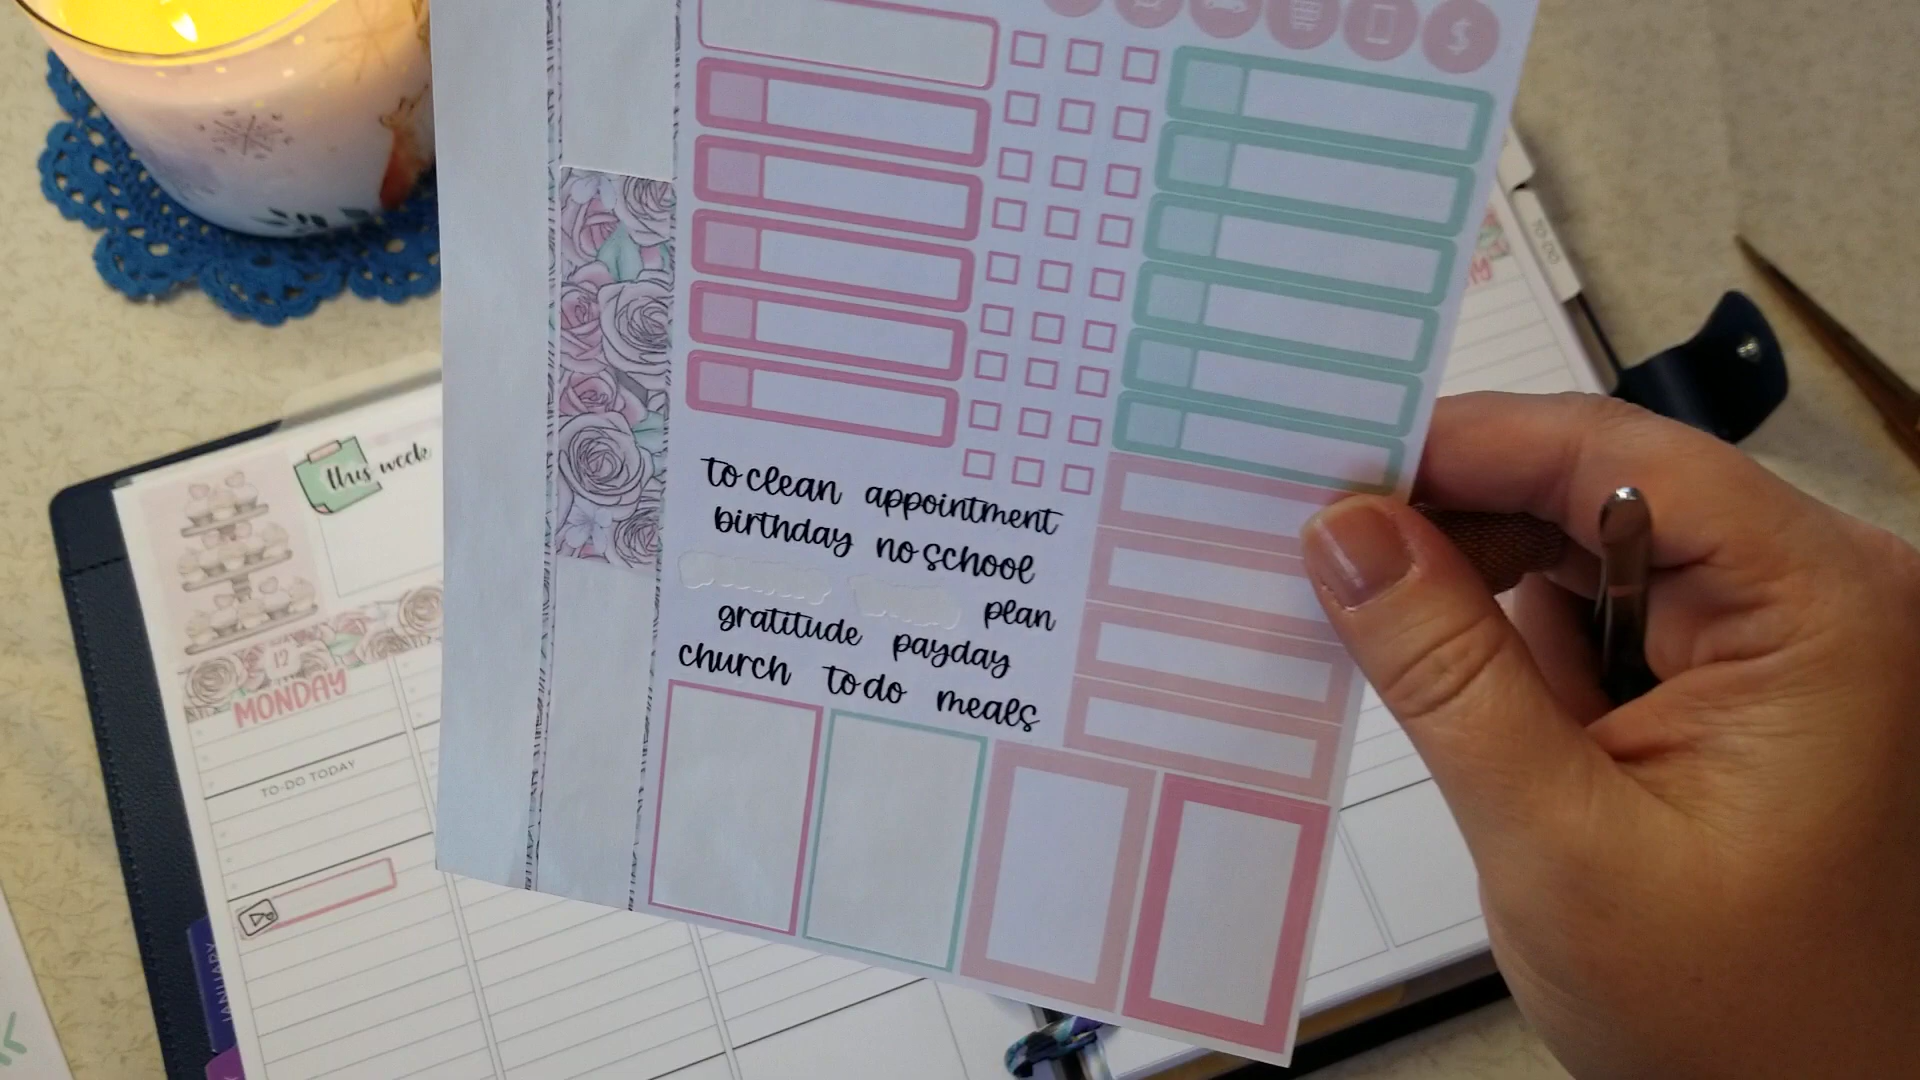 $
TO-DO
this week
to clean appointment
birthday no school
plan
gratitude payday
church to do meals
12
MONDAY
TO-DO TODAY
JANUARY